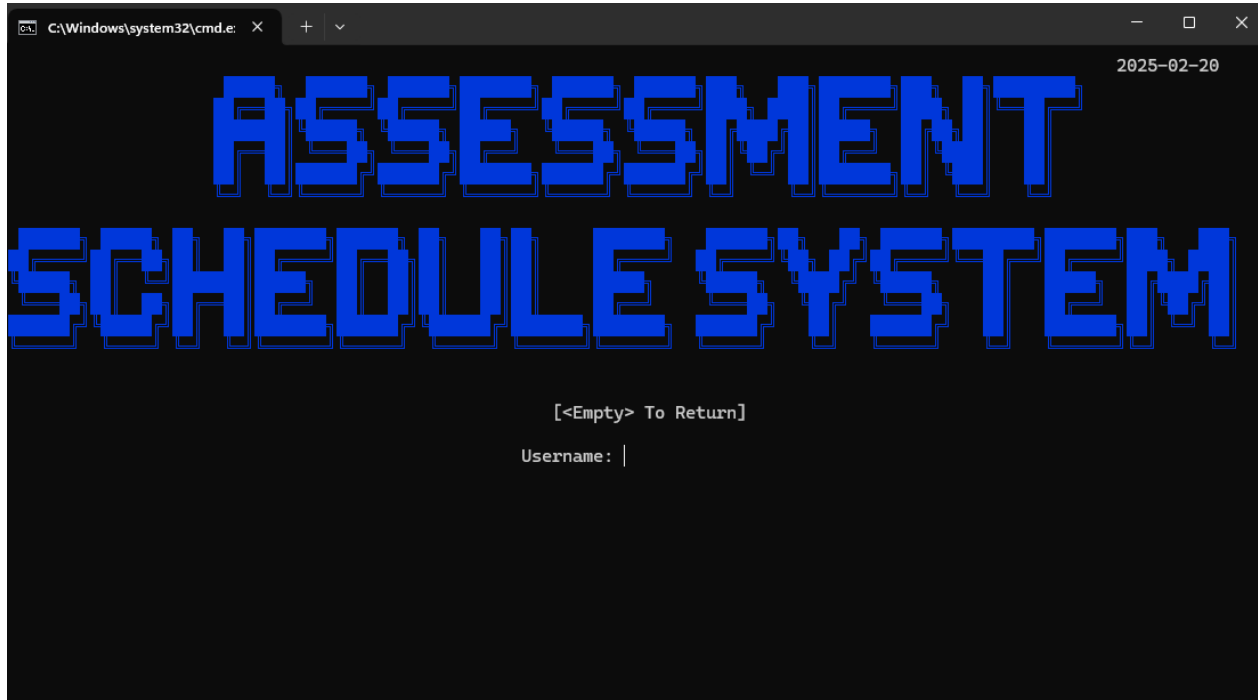 C:\Windows\system32\cmd.e:
2025-02-20
ASSESSMENT
SCHEDULE SYSTEM
[<Empty> To Return]
Username: